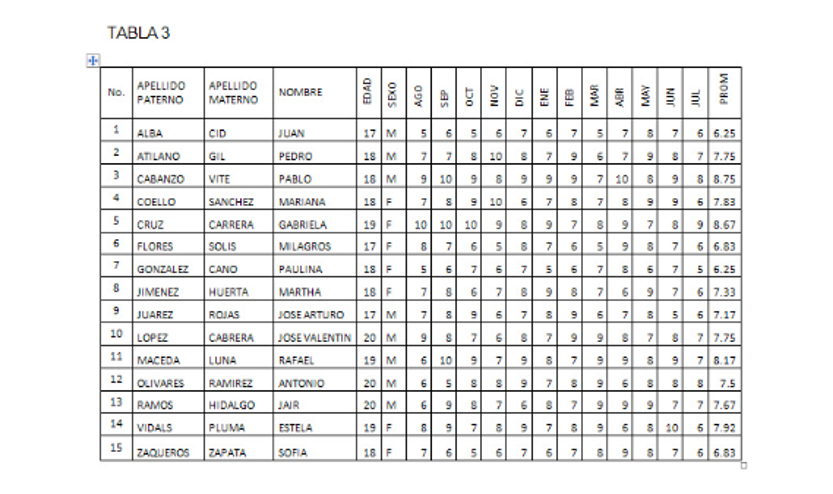 TABLA 3
No. APELLIDO PATERNO APELLIDO MATERNO NOMBRE EDAD SEXO AGO SEP OCT NOV DIC ENE FEB MAR ABR MAY JUN JUL PROM
1 ALBA CID JUAN 17 M 5 6 5 6 7 6 7 5 7 8 7 6 6.25
2 ATILANO GIL PEDRO 18 M 7 7 8 10 8 7 9 6 7 9 8 7 7.75
3 CABANZO VITE PABLO 18 M 9 10 9 8 9 9 9 7 10 8 9 8 8.75
4 COELLO SANCHEZ MARIANA 18 F 7 8 9 10 6 7 8 7 8 9 9 6 7.83
5 CRUZ CARRERA GABRIELA 19 F 10 10 10 9 8 9 7 8 9 7 8 9 8.67
6 FLORES SOLIS MILAGROS 17 F 8 7 6 5 8 7 6 5 9 8 7 6 6.83
7 GONZALEZ CANO PAULINA 18 F 5 6 7 6 7 5 6 7 8 6 7 5 6.25
8 JIMENEZ HUERTA MARTHA 18 F 7 8 6 7 8 9 8 7 6 9 7 6 7.33
9 JUAREZ ROJAS JOSE ARTURO 17 M 7 8 9 6 7 8 9 6 7 8 5 6 7.17
10 LOPEZ CABRERA JOSE VALENTIN 20 M 9 8 7 6 8 7 9 9 8 7 8 7 7.75
11 MACEDA LUNA RAFAEL 19 M 6 10 9 7 9 8 7 9 9 8 9 7 8.17
12 OLIVARES RAMIREZ ANTONIO 20 M 6 5 8 8 9 7 8 9 6 8 8 8 7.5
13 RAMOS HIDALGO JAIR 20 M 6 9 8 7 6 8 7 9 9 9 7 7 7.67
14 VIDALS PLUMA ESTELA 19 F 8 9 7 8 9 7 8 9 6 8 10 6 7.92
15 ZAQUEROS ZAPATA SOFIA 18 F 7 6 5 6 7 6 7 8 9 8 7 6 6.83